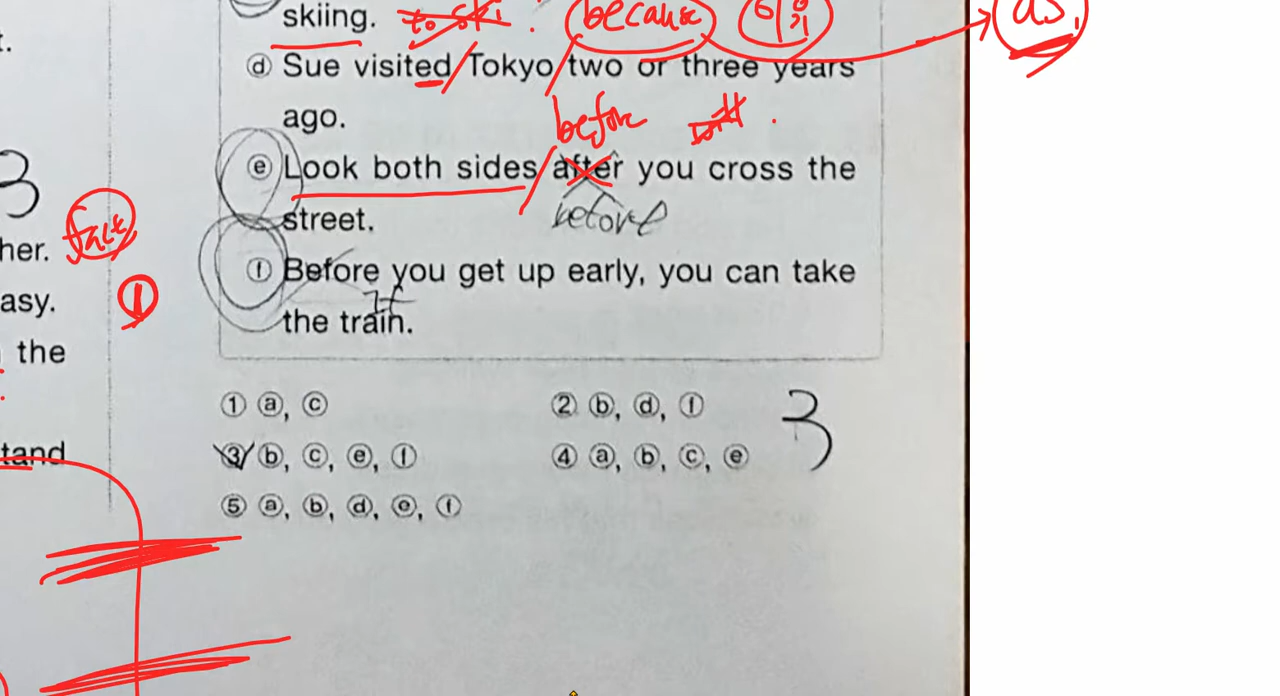 t.
skiing. to ski. because as,
ⓓ Sue visited Tokyo two or three years
ago.
before
3
ⓔ Look both sides after you cross the
before
street.
her. fact
ⓕ Before you get up early, you can take
If
asy. ①
the train.
the
① ⓐ, ⓒ
② ⓑ, ⓓ, ⓕ
3
tand
③ ⓑ, ⓒ, ⓔ, ⓕ
④ ⓐ, ⓑ, ⓒ, ⓔ
⑤ ⓐ, ⓑ, ⓓ, ⓔ, ⓕ